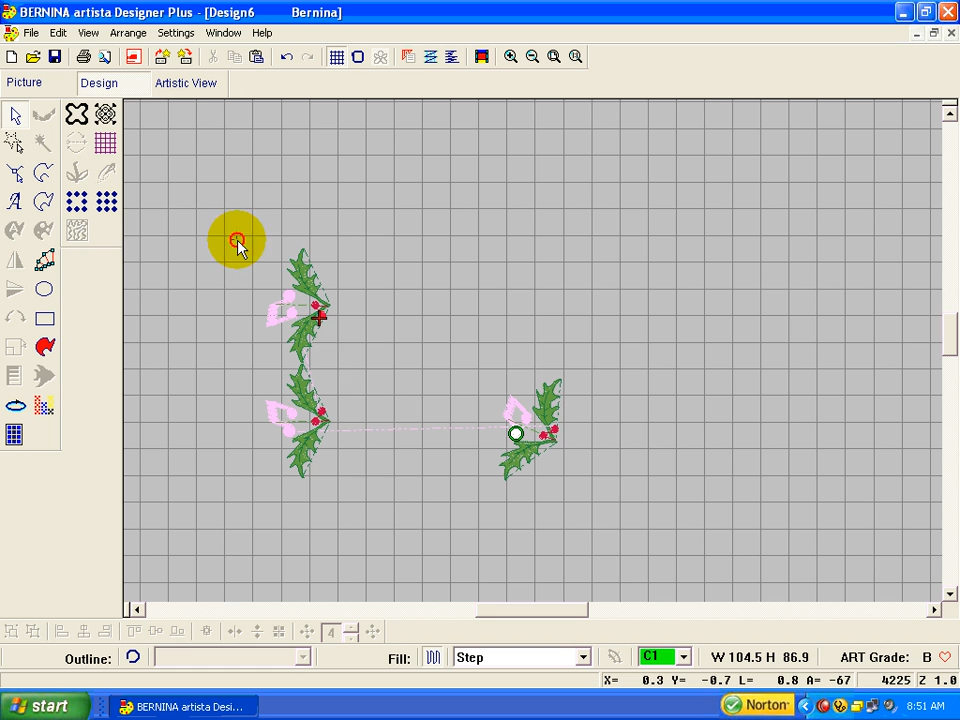 BERNINA artista Designer Plus - [Design6 Bernina]
File Edit View Arrange Settings Window Help
Picture Design Artistic View
A
4
Outline: Fill: Step C1 W 104.5 H 86.9 ART Grade: B
X= 0.3 Y= -0.7 L= 0.8 A= -67 4225 Z 1.0
start BERNINA artista Desi... Norton 8:51 AM